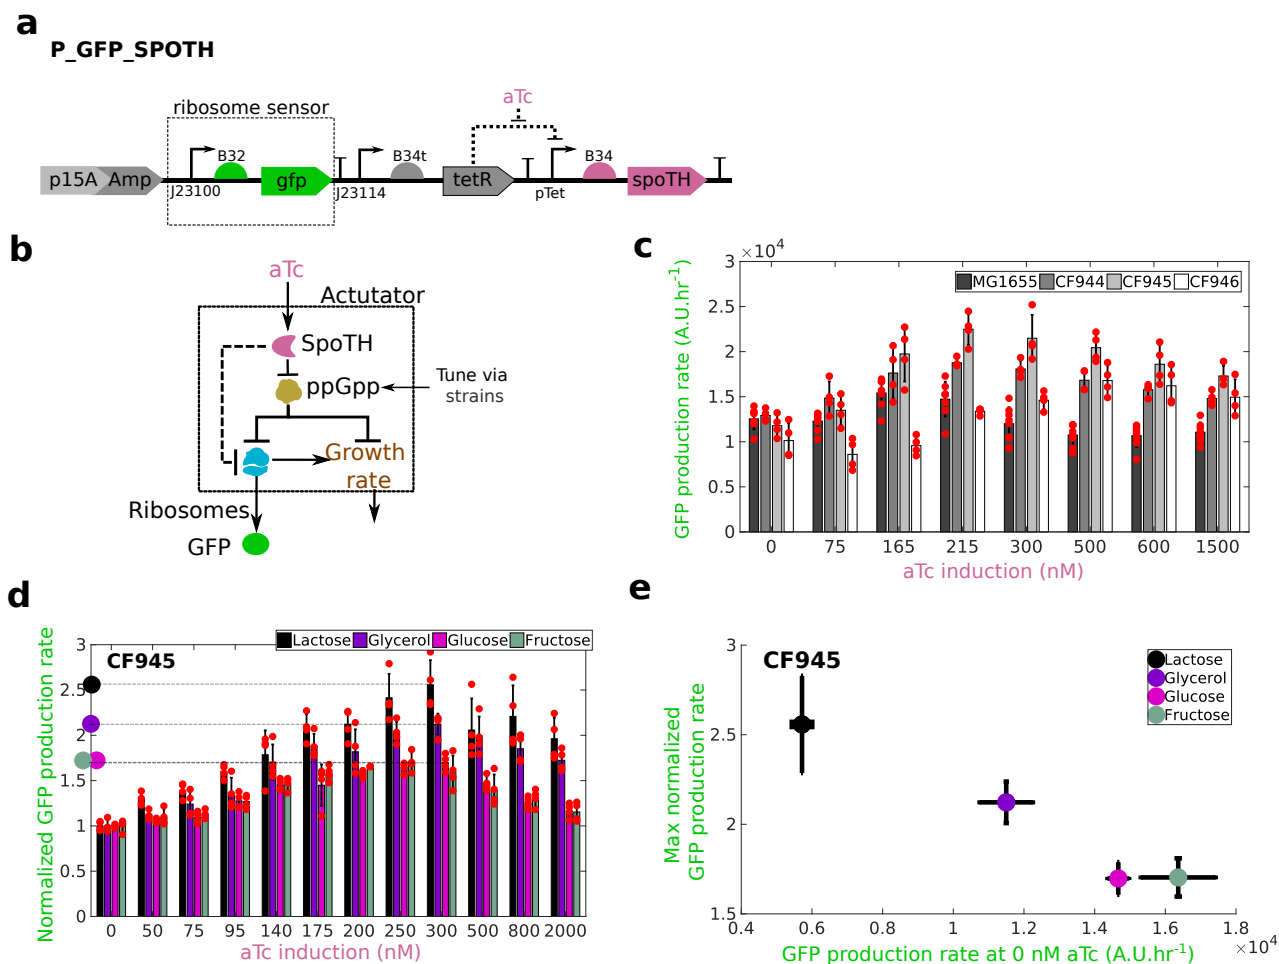 a
P_GFP_SPOTH
aTc
ribosome sensor
B32
B34t
B34
p15A
Amp
gfp
tetR
spoTH
J23100
J23114
pTet
b
aTc
Actutator
SpoTH
ppGpp
Tune via
strains
Growth
rate
Ribosomes
GFP
c
×10⁴
MG1655
CF944
CF945
CF946
GFP production rate (A.U.hr⁻¹)
3
2.5
2
1.5
1
0.5
0
0 75 165 215 300 500 600 1500
aTc induction (nM)
d
Lactose
Glycerol
Glucose
Fructose
CF945
Normalized GFP production rate
3
2.5
2
1.5
1
0.5
0
0 50 75 95 140 175 200 250 300 500 800 2000
aTc induction (nM)
e
CF945
Lactose
Glycerol
Glucose
Fructose
Max normalized
GFP production rate
3
2.5
2
1.5
0.4 0.6 0.8 1 1.2 1.4 1.6 1.8
×10⁴
GFP production rate at 0 nM aTc (A.U.hr⁻¹)